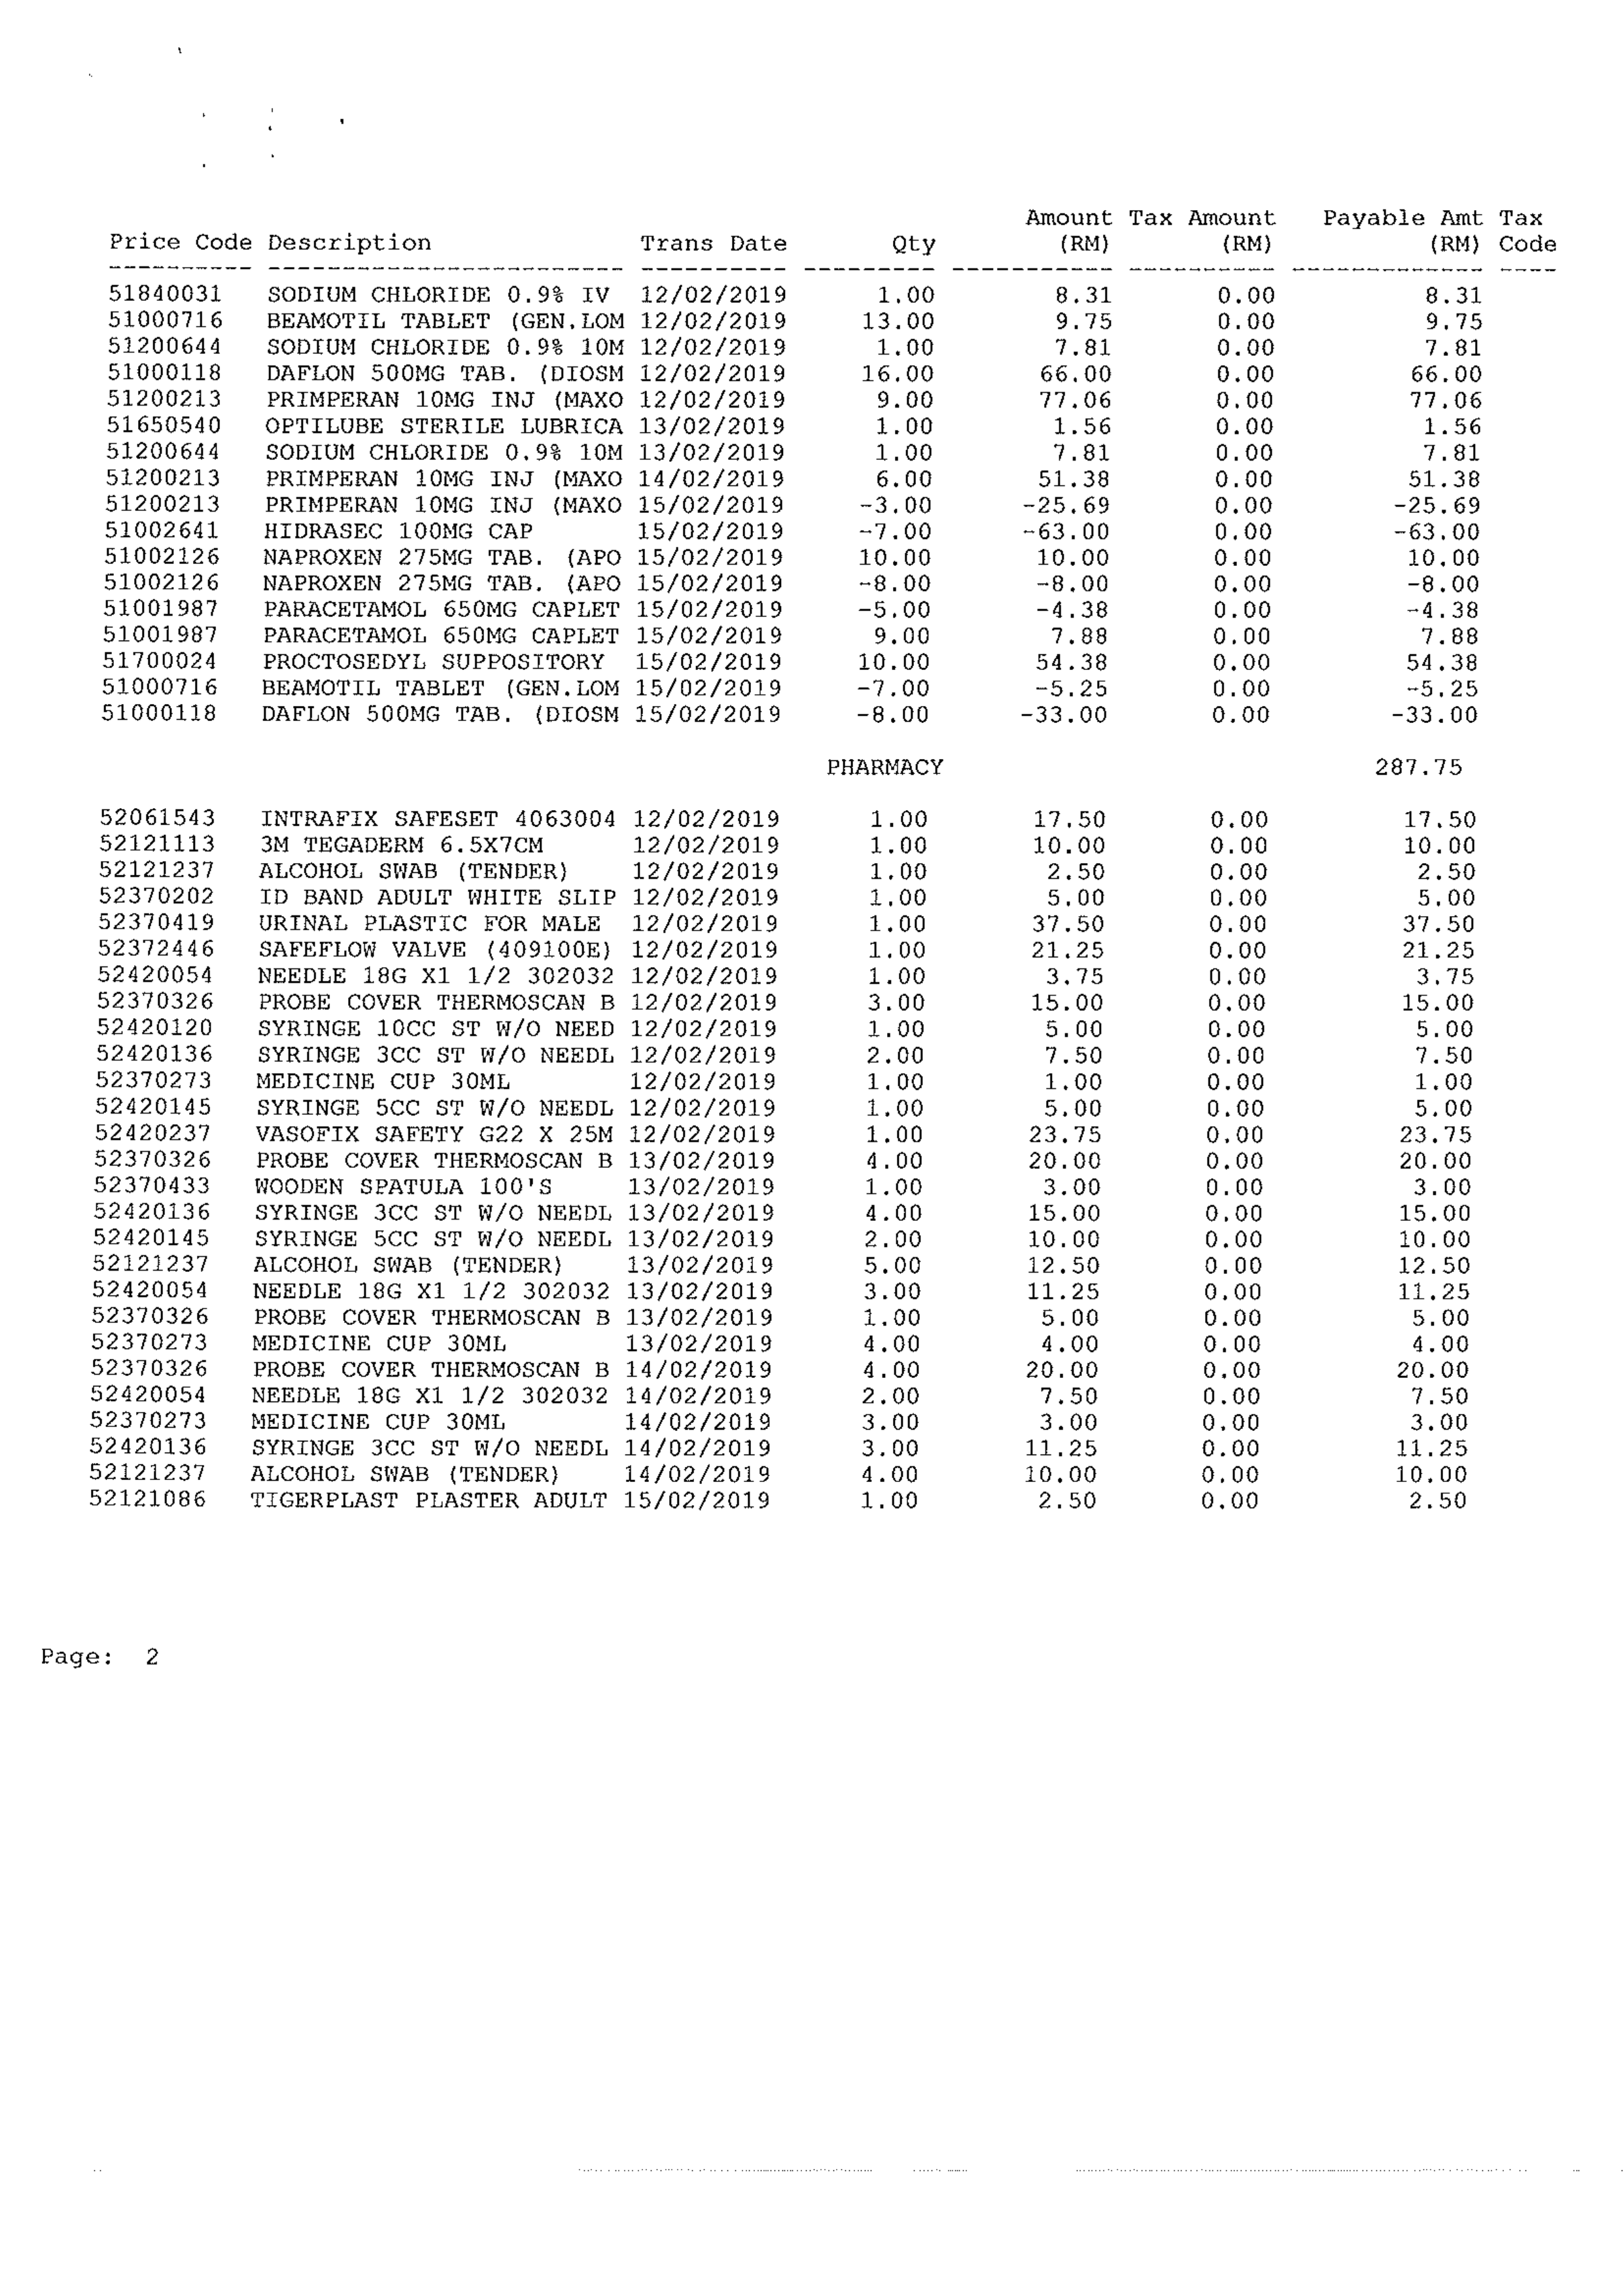 Amount Tax Amount Payable Amt Tax
Price Code Description Trans Date Qty (RM) (RM) (RM) Code
51840031 SODIUM CHLORIDE 0.9% IV 12/02/2019 1.00 8.31 0.00 8.31
51000716 BEAMOTIL TABLET (GEN.LOM 12/02/2019 13.00 9.75 0.00 9.75
51200644 SODIUM CHLORIDE 0.9% 10M 12/02/2019 1.00 7.81 0.00 7.81
51000118 DAFLON 500MG TAB. (DIOSM 12/02/2019 16.00 66.00 0.00 66.00
51200213 PRIMPERAN 10MG INJ (MAXO 12/02/2019 9.00 77.06 0.00 77.06
51650540 OPTILUBE STERILE LUBRICA 13/02/2019 1.00 1.56 0.00 1.56
51200644 SODIUM CHLORIDE 0.9% 10M 13/02/2019 1.00 7.81 0.00 7.81
51200213 PRIMPERAN 10MG INJ (MAXO 14/02/2019 6.00 51.38 0.00 51.38
51200213 PRIMPERAN 10MG INJ (MAXO 15/02/2019 -3.00 -25.69 0.00 -25.69
51002641 HIDRASEC 100MG CAP 15/02/2019 -7.00 -63.00 0.00 -63.00
51002126 NAPROXEN 275MG TAB. (APO 15/02/2019 10.00 10.00 0.00 10.00
51002126 NAPROXEN 275MG TAB. (APO 15/02/2019 -8.00 -8.00 0.00 -8.00
51001987 PARACETAMOL 650MG CAPLET 15/02/2019 -5.00 -4.38 0.00 -4.38
51001987 PARACETAMOL 650MG CAPLET 15/02/2019 9.00 7.88 0.00 7.88
51700024 PROCTOSEDYL SUPPOSITORY 15/02/2019 10.00 54.38 0.00 54.38
51000716 BEAMOTIL TABLET (GEN.LOM 15/02/2019 -7.00 -5.25 0.00 -5.25
51000118 DAFLON 500MG TAB. (DIOSM 15/02/2019 -8.00 -33.00 0.00 -33.00
PHARMACY 287.75
52061543 INTRAFIX SAFESET 4063004 12/02/2019 1.00 17.50 0.00 17.50
52121113 3M TEGADERM 6.5X7CM 12/02/2019 1.00 10.00 0.00 10.00
52121237 ALCOHOL SWAB (TENDER) 12/02/2019 1.00 2.50 0.00 2.50
52370202 ID BAND ADULT WHITE SLIP 12/02/2019 1.00 5.00 0.00 5.00
52370419 URINAL PLASTIC FOR MALE 12/02/2019 1.00 37.50 0.00 37.50
52372446 SAFEFLOW VALVE (409100E) 12/02/2019 1.00 21.25 0.00 21.25
52420054 NEEDLE 18G X1 1/2 302032 12/02/2019 1.00 3.75 0.00 3.75
52370326 PROBE COVER THERMOSCAN B 12/02/2019 3.00 15.00 0.00 15.00
52420120 SYRINGE 10CC ST W/O NEED 12/02/2019 1.00 5.00 0.00 5.00
52420136 SYRINGE 3CC ST W/O NEEDL 12/02/2019 2.00 7.50 0.00 7.50
52370273 MEDICINE CUP 30ML 12/02/2019 1.00 1.00 0.00 1.00
52420145 SYRINGE 5CC ST W/O NEEDL 12/02/2019 1.00 5.00 0.00 5.00
52420237 VASOFIX SAFETY G22 X 25M 12/02/2019 1.00 23.75 0.00 23.75
52370326 PROBE COVER THERMOSCAN B 13/02/2019 4.00 20.00 0.00 20.00
52370433 WOODEN SPATULA 100'S 13/02/2019 1.00 3.00 0.00 3.00
52420136 SYRINGE 3CC ST W/O NEEDL 13/02/2019 4.00 15.00 0.00 15.00
52420145 SYRINGE 5CC ST W/O NEEDL 13/02/2019 2.00 10.00 0.00 10.00
52121237 ALCOHOL SWAB (TENDER) 13/02/2019 5.00 12.50 0.00 12.50
52420054 NEEDLE 18G X1 1/2 302032 13/02/2019 3.00 11.25 0.00 11.25
52370326 PROBE COVER THERMOSCAN B 13/02/2019 1.00 5.00 0.00 5.00
52370273 MEDICINE CUP 30ML 13/02/2019 4.00 4.00 0.00 4.00
52370326 PROBE COVER THERMOSCAN B 14/02/2019 4.00 20.00 0.00 20.00
52420054 NEEDLE 18G X1 1/2 302032 14/02/2019 2.00 7.50 0.00 7.50
52370273 MEDICINE CUP 30ML 14/02/2019 3.00 3.00 0.00 3.00
52420136 SYRINGE 3CC ST W/O NEEDL 14/02/2019 3.00 11.25 0.00 11.25
52121237 ALCOHOL SWAB (TENDER) 14/02/2019 4.00 10.00 0.00 10.00
52121086 TIGERPLAST PLASTER ADULT 15/02/2019 1.00 2.50 0.00 2.50
Page: 2